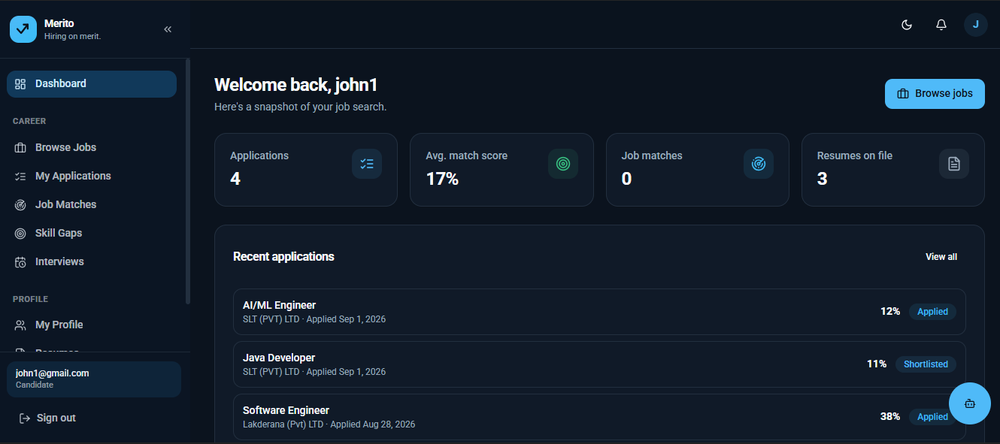 Merito
Hiring on merit.
J
Dashboard
CAREER
Browse Jobs
My Applications
Job Matches
Skill Gaps
Interviews
PROFILE
My Profile
Resumes
john1@gmail.com
Candidate
Sign out
Welcome back, john1
Here's a snapshot of your job search.
Browse jobs
Applications
4
Avg. match score
17%
Job matches
0
Resumes on file
3
Recent applications
View all
AI/ML Engineer
SLT (PVT) LTD · Applied Sep 1, 2026
12%
Applied
Java Developer
SLT (PVT) LTD · Applied Sep 1, 2026
11%
Shortlisted
Software Engineer
Lakderana (Pvt) LTD · Applied Aug 28, 2026
38%
Applied